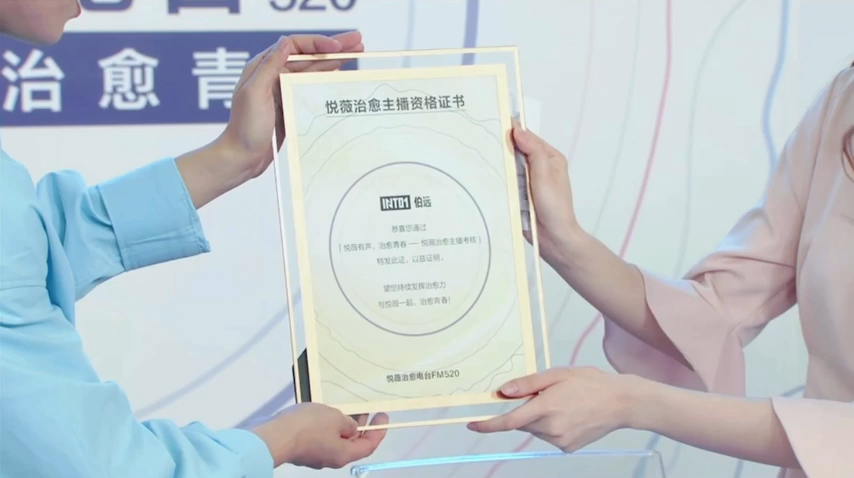 520
治愈青
悦薇治愈主播资格证书
INTO1 伯远
恭喜您通过
[ 悦薇有声，治愈青春 — 悦薇治愈主播考核 ]
特发此证，以兹证明。
望您持续发挥治愈力
与悦薇一起，治愈青春！
悦薇治愈电台FM520